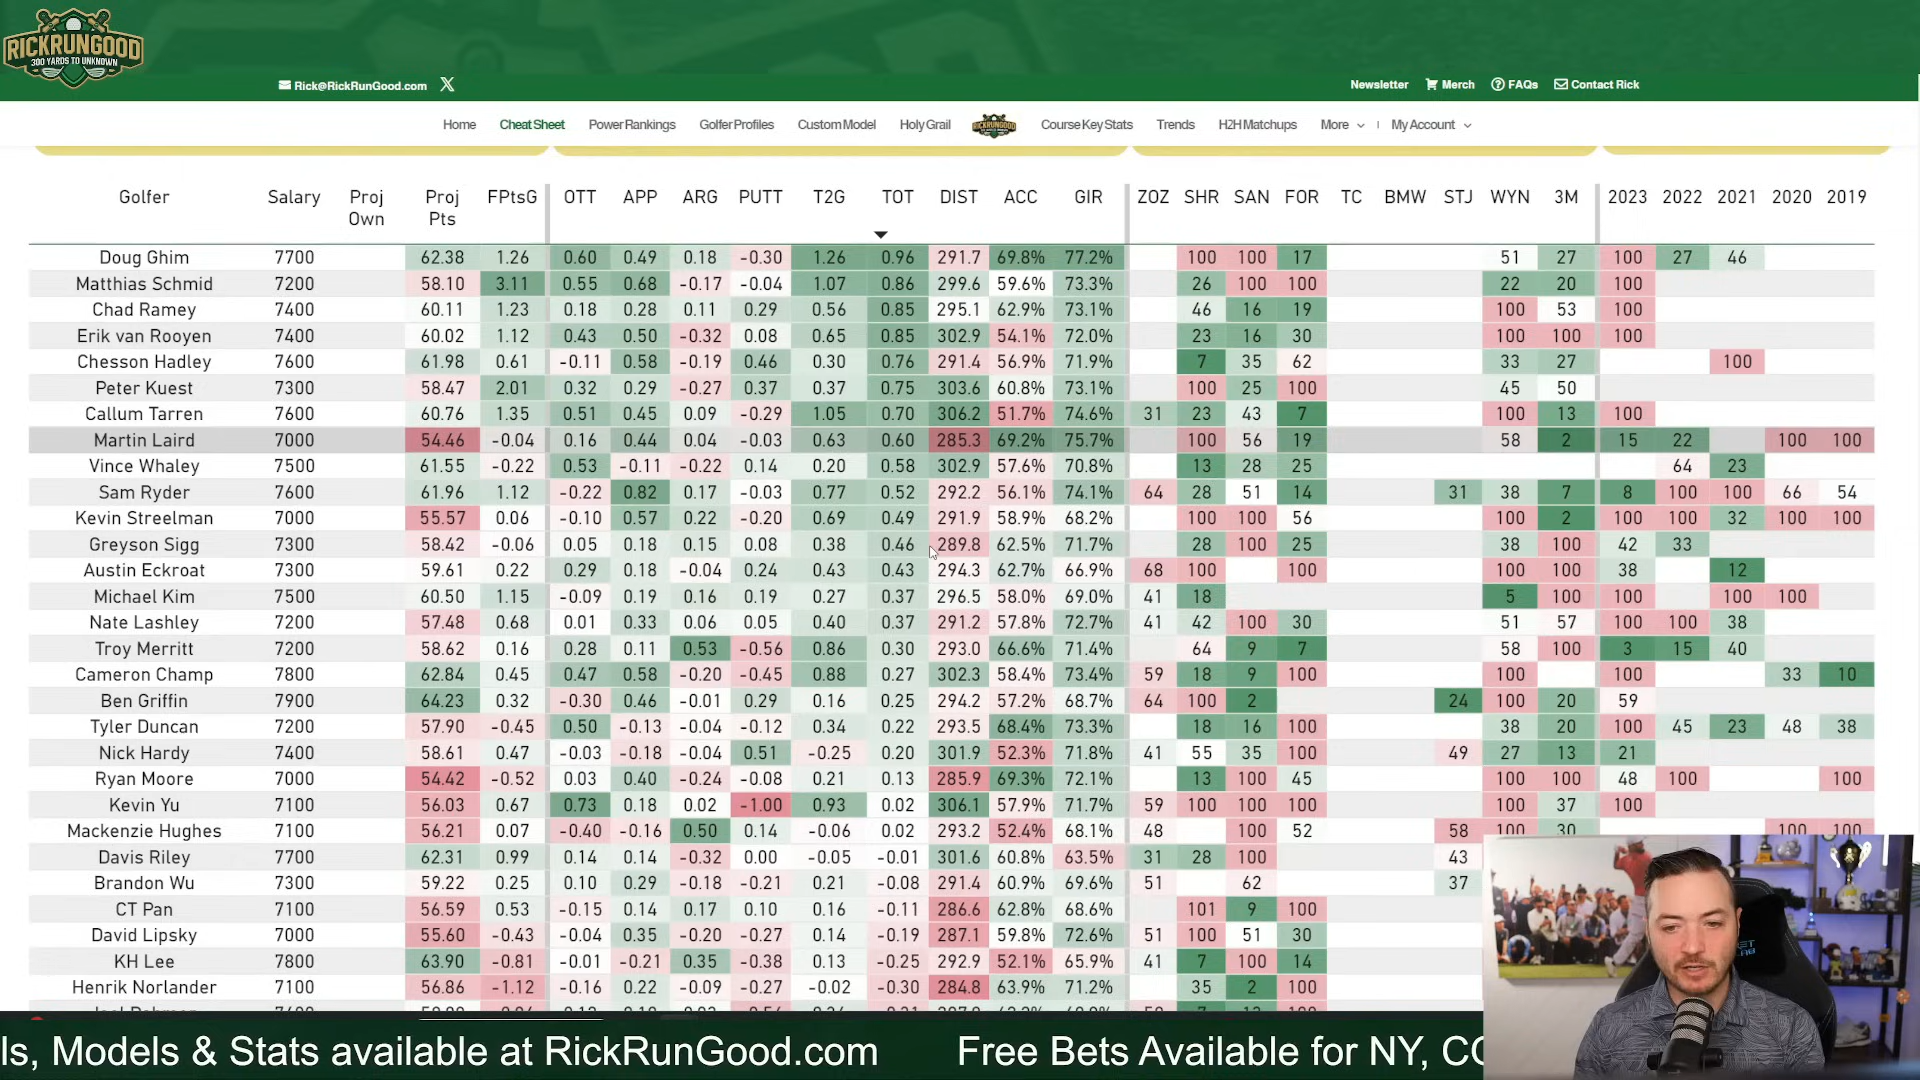 RICKRUNGOOD
300 YARDS TO UNKNOWN
Rick@RickRunGood.com
Newsletter Merch FAQs Contact Rick
Home Cheat Sheet Power Rankings Golfer Profiles Custom Model Holy Grail RICKRUNGOOD Course Key Stats Trends H2H Matchups More My Account
Golfer Salary Proj Own Proj Pts FPtsG OTT APP ARG PUTT T2G TOT DIST ACC GIR ZOZ SHR SAN FOR TC BMW STJ WYN 3M 2023 2022 2021 2020 2019
Doug Ghim 7700 62.38 1.26 0.60 0.49 0.18 -0.30 1.26 0.96 291.7 69.8% 77.2% 100 100 17 51 27 100 27 46
Matthias Schmid 7200 58.10 3.11 0.55 0.68 -0.17 -0.04 1.07 0.86 299.6 59.6% 73.3% 26 100 100 22 20 100
Chad Ramey 7400 60.11 1.23 0.18 0.28 0.11 0.29 0.56 0.85 295.1 62.9% 73.1% 46 16 19 100 53 100
Erik van Rooyen 7400 60.02 1.12 0.43 0.50 -0.32 0.08 0.65 0.85 302.9 54.1% 72.0% 23 16 30 100 100 100
Chesson Hadley 7600 61.98 0.61 -0.11 0.58 -0.19 0.46 0.30 0.76 291.4 56.9% 71.9% 7 35 62 33 27 100
Peter Kuest 7300 58.47 2.01 0.32 0.29 -0.27 0.37 0.37 0.75 303.6 60.8% 73.1% 100 25 100 45 50
Callum Tarren 7600 60.76 1.35 0.51 0.45 0.09 -0.29 1.05 0.70 306.2 51.7% 74.6% 31 23 43 7 100 13 100
Martin Laird 7000 54.46 -0.04 0.16 0.44 0.04 -0.03 0.63 0.60 285.3 69.2% 75.7% 100 56 19 58 2 15 22 100 100
Vince Whaley 7500 61.55 -0.22 0.53 -0.11 -0.22 0.14 0.20 0.58 302.9 57.6% 70.8% 13 28 25 64 23
Sam Ryder 7600 61.96 1.12 -0.22 0.82 0.17 -0.03 0.77 0.52 292.2 56.1% 74.1% 64 28 51 14 31 38 7 8 100 100 66 54
Kevin Streelman 7000 55.57 0.06 -0.10 0.57 0.22 -0.20 0.69 0.49 291.9 58.9% 68.2% 100 100 56 100 2 100 100 32 100 100
Greyson Sigg 7300 58.42 -0.06 0.05 0.18 0.15 0.08 0.38 0.46 289.8 62.5% 71.7% 28 100 25 38 100 42 33
Austin Eckroat 7300 59.61 0.22 0.29 0.18 -0.04 0.24 0.43 0.43 294.3 62.7% 66.9% 68 100 100 100 100 38 12
Michael Kim 7500 60.50 1.15 -0.09 0.19 0.16 0.19 0.27 0.37 296.5 58.0% 69.0% 41 18 5 100 100 100 100
Nate Lashley 7200 57.48 0.68 0.01 0.33 0.06 0.05 0.40 0.37 291.2 57.8% 72.7% 41 42 100 30 51 57 100 100 38
Troy Merritt 7200 58.62 0.16 0.28 0.11 0.53 -0.56 0.86 0.30 293.0 66.6% 71.4% 64 9 7 58 100 3 15 40
Cameron Champ 7800 62.84 0.45 0.47 0.58 -0.20 -0.45 0.88 0.27 302.3 58.4% 73.4% 59 18 9 100 100 100 33 10
Ben Griffin 7900 64.23 0.32 -0.30 0.46 -0.01 0.29 0.16 0.25 294.2 57.2% 68.7% 64 100 2 24 100 20 59
Tyler Duncan 7200 57.90 -0.45 0.50 -0.13 -0.04 -0.12 0.34 0.22 293.5 68.4% 73.3% 18 16 100 38 20 100 45 23 48 38
Nick Hardy 7400 58.61 0.47 -0.03 -0.18 -0.04 0.51 -0.25 0.20 301.9 52.3% 71.8% 41 55 35 100 49 27 13 21
Ryan Moore 7000 54.42 -0.52 0.03 0.40 -0.24 -0.08 0.21 0.13 285.9 69.3% 72.1% 13 100 45 100 100 48 100 100
Kevin Yu 7100 56.03 0.67 0.73 0.18 0.02 -1.00 0.93 0.02 306.1 57.9% 71.7% 59 100 100 100 100 37 100
Mackenzie Hughes 7100 56.21 0.07 -0.40 -0.16 0.50 0.14 -0.06 0.02 293.2 52.4% 68.1% 48 100 52 58 100 30 100 100
Davis Riley 7700 62.31 0.99 0.14 0.14 -0.32 0.00 -0.05 -0.01 301.6 60.8% 63.5% 31 28 100 43
Brandon Wu 7300 59.22 0.25 0.10 0.29 -0.18 -0.21 0.21 -0.08 291.4 60.9% 69.6% 51 62 37
CT Pan 7100 56.59 0.53 -0.15 0.14 0.17 0.10 0.16 -0.11 286.6 62.8% 68.6% 101 9 100
David Lipsky 7000 55.60 -0.43 -0.04 0.35 -0.20 -0.27 0.14 -0.19 287.1 59.8% 72.6% 51 100 51 30
KH Lee 7800 63.90 -0.81 -0.01 -0.21 0.35 -0.38 0.13 -0.25 292.9 52.1% 65.9% 41 7 100 14
Henrik Norlander 7100 56.86 -1.12 -0.16 0.22 -0.09 -0.27 -0.02 -0.30 284.8 63.9% 71.2% 35 2 100
ls, Models & Stats available at RickRunGood.com Free Bets Available for NY, CO